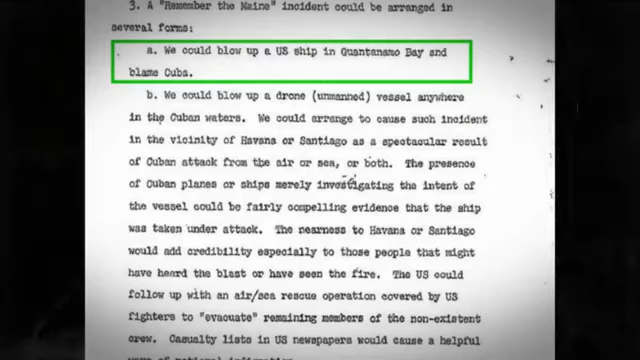 3. A "Remember the Maine" incident could be arranged in
several forms:
a. We could blow up a US ship in Guantanamo Bay and
blame Cuba.
b. We could blow up a drone (unmanned) vessel anywhere
in the Cuban waters. We could arrange to cause such incident
in the vicinity of Havana or Santiago as a spectacular result
of Cuban attack from the air or sea, or both. The presence
of Cuban planes or ships merely investigating the intent of
the vessel could be fairly compelling evidence that the ship
was taken under attack. The nearness to Havana or Santiago
would add credibility especially to those people that might
have heard the blast or have seen the fire. The US could
follow up with an air/sea rescue operation covered by US
fighters to "evacuate" remaining members of the non-existent
crew. Casualty lists in US newspapers would cause a helpful